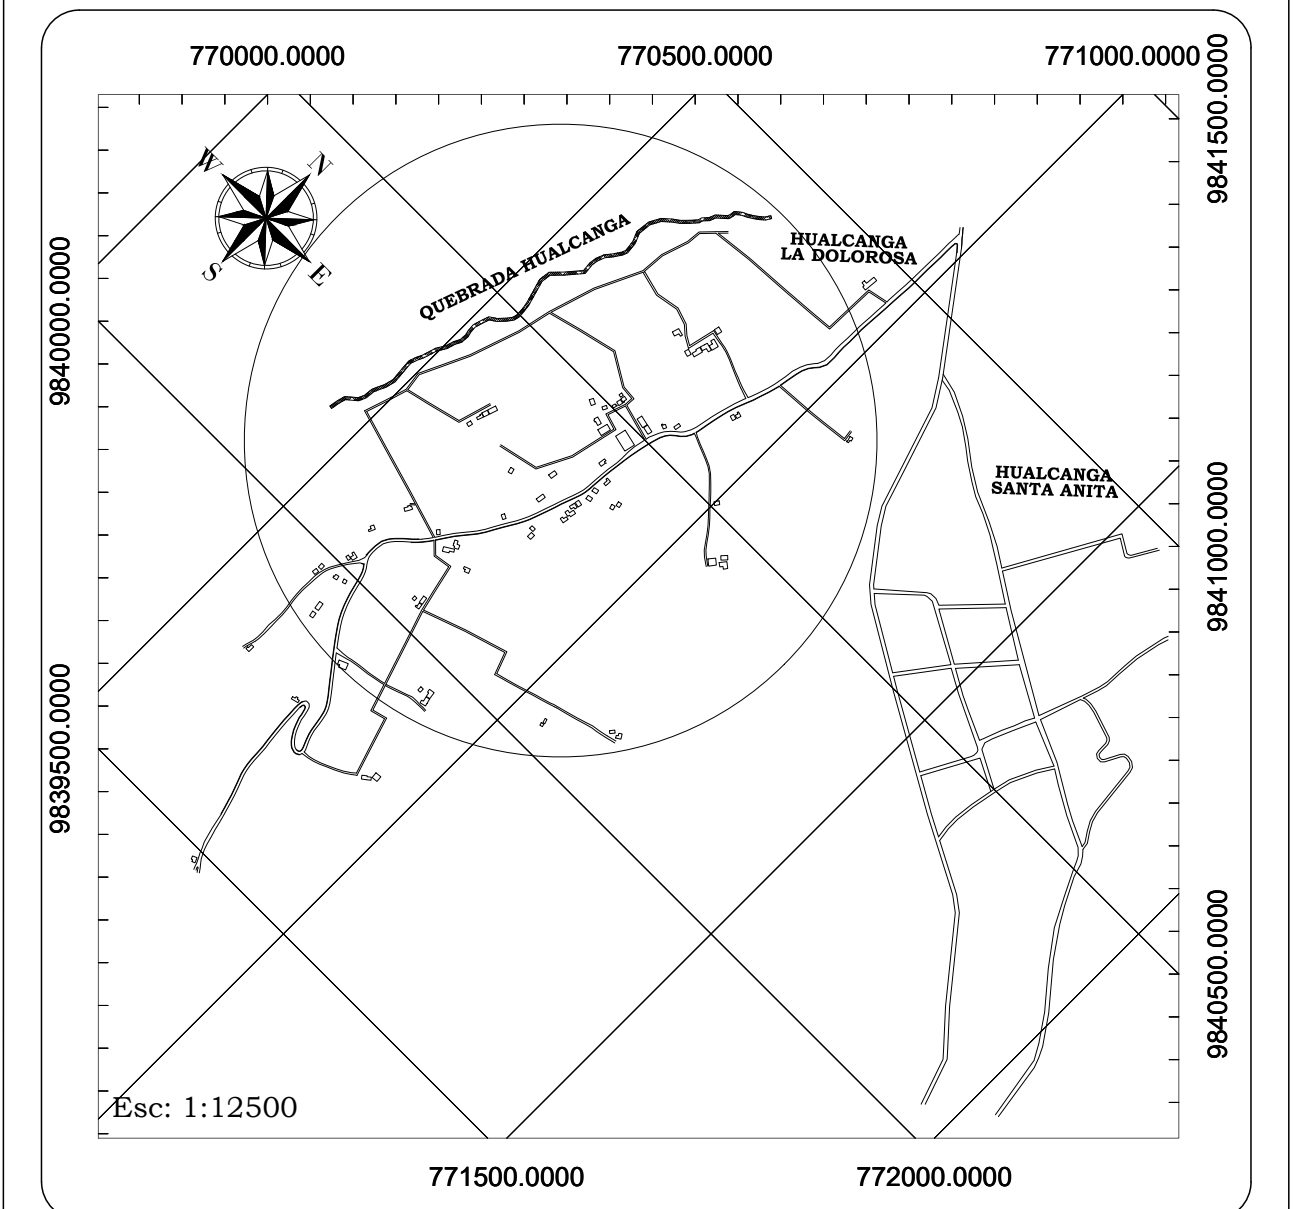 770000.0000
770500.0000
771000.0000
9841500.0000
W
N
S
E
QUEBRADA HUALCANGA
HUALCANGA
LA DOLOROSA
9840000.0000
HUALCANGA
SANTA ANITA
9841000.0000
9839500.0000
9840500.0000
Esc: 1:12500
771500.0000
772000.0000